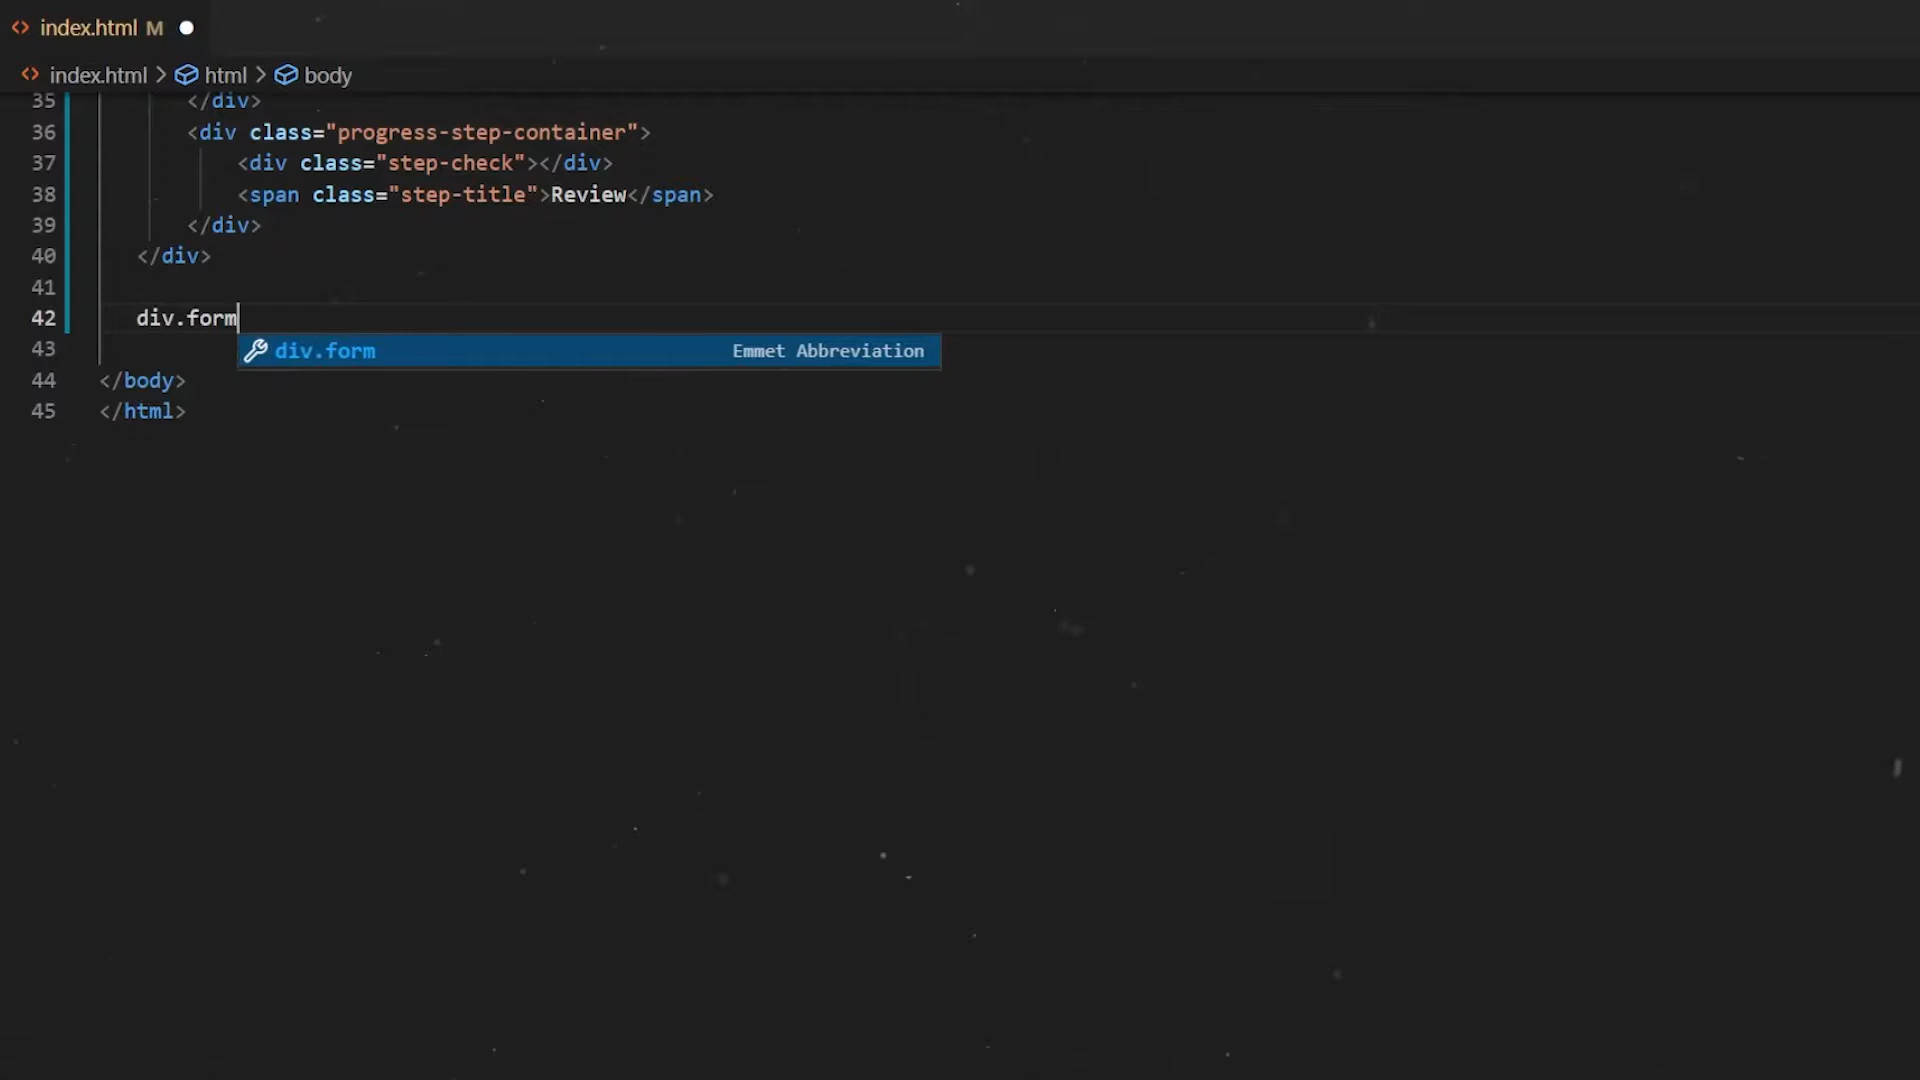 index.html M
index.html > html > body
35 </div>
36 <div class="progress-step-container">
37 <div class="step-check"></div>
38 <span class="step-title">Review</span>
39 </div>
40 </div>
41
42 div.form
div.form Emmet Abbreviation
43
44 </body>
45 </html>